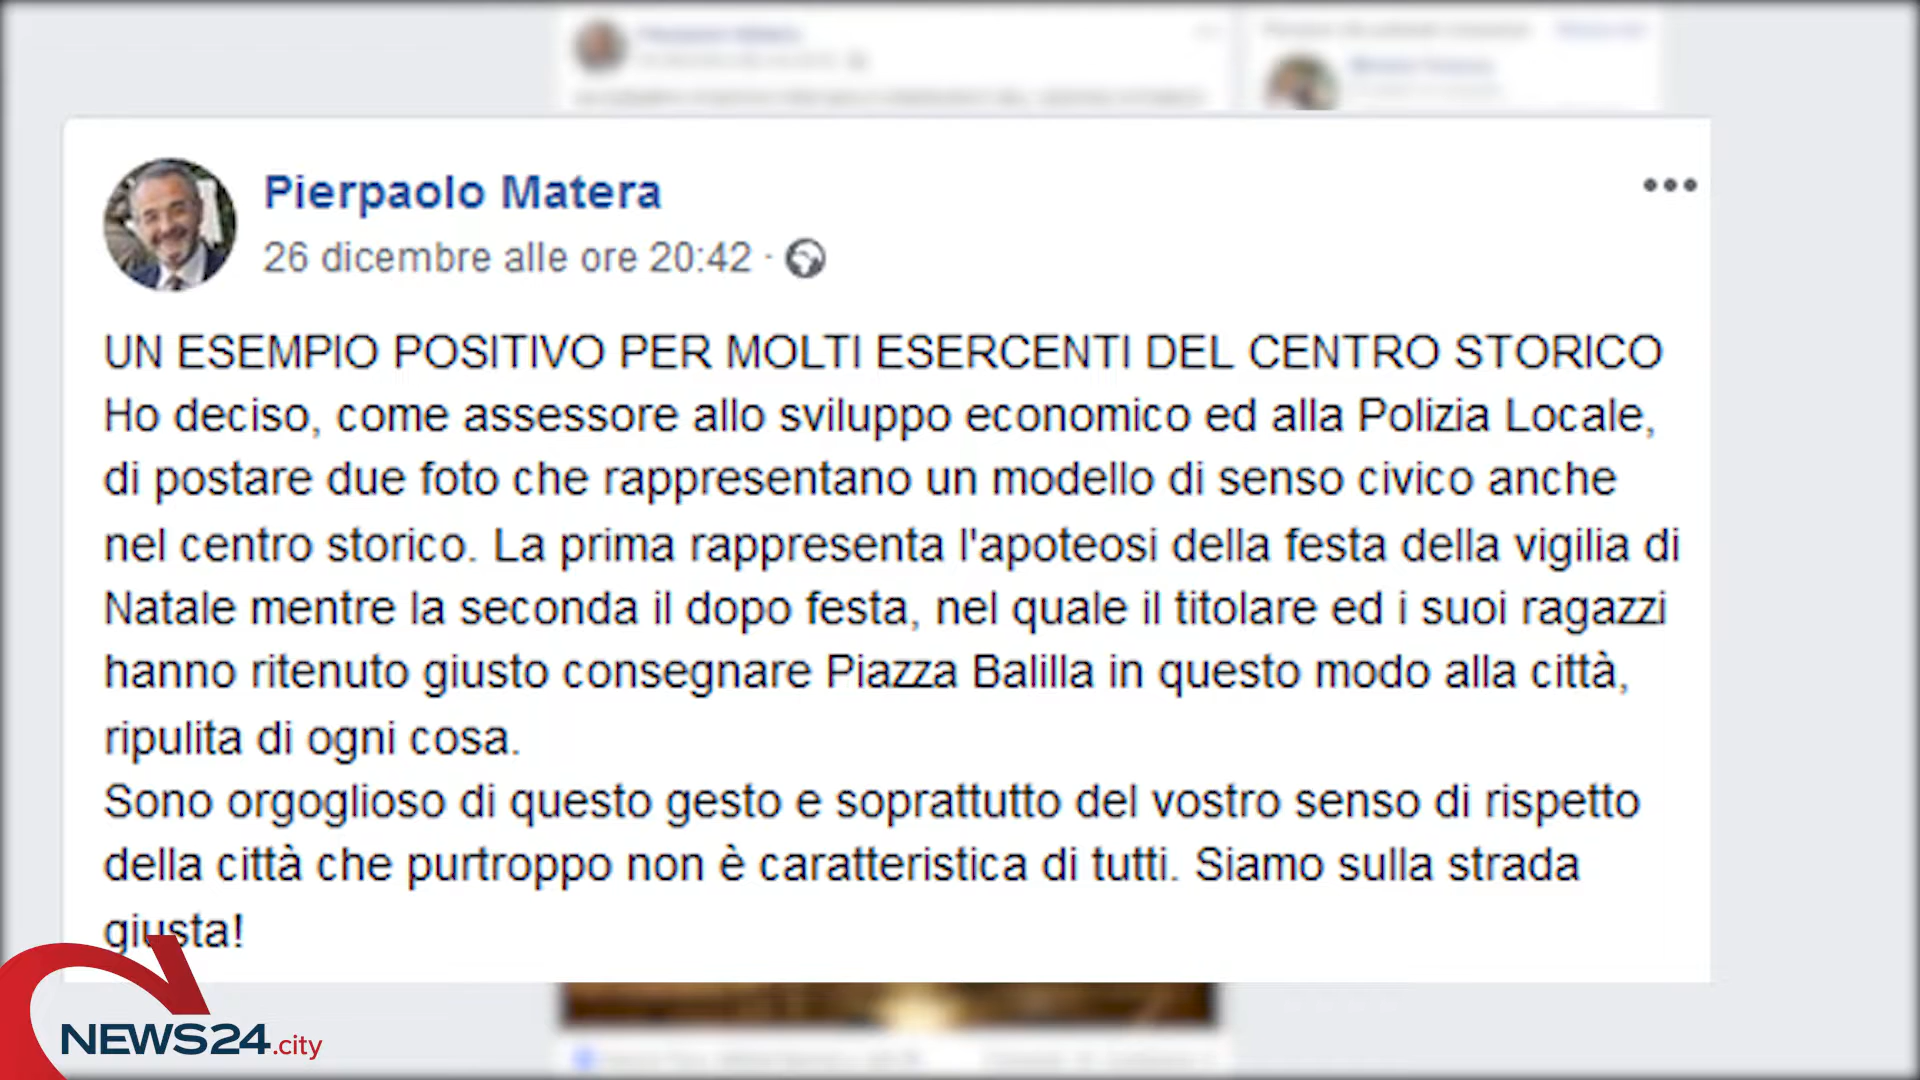 Pierpaolo Matera
26 dicembre alle ore 20:42 ·
UN ESEMPIO POSITIVO PER MOLTI ESERCENTI DEL CENTRO STORICO
Ho deciso, come assessore allo sviluppo economico ed alla Polizia Locale,
di postare due foto che rappresentano un modello di senso civico anche
nel centro storico. La prima rappresenta l'apoteosi della festa della vigilia di
Natale mentre la seconda il dopo festa, nel quale il titolare ed i suoi ragazzi
hanno ritenuto giusto consegnare Piazza Balilla in questo modo alla città,
ripulita di ogni cosa.
Sono orgoglioso di questo gesto e soprattutto del vostro senso di rispetto
della città che purtroppo non è caratteristica di tutti. Siamo sulla strada
giusta!
NEWS24.city